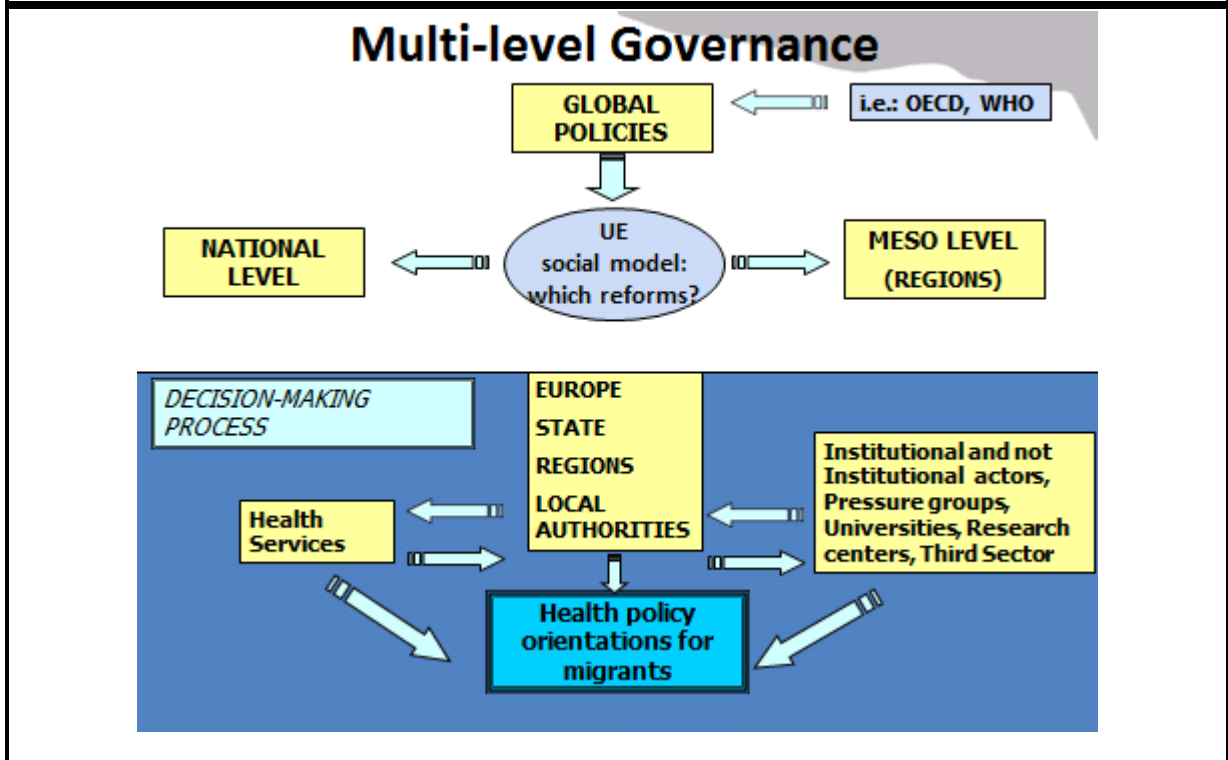 Multi-level Governance
GLOBAL
POLICIES
i.e.: OECD, WHO
NATIONAL
LEVEL
UE
social model:
which reforms?
MESO LEVEL
(REGIONS)
DECISION-MAKING
PROCESS
EUROPE
STATE
REGIONS
LOCAL
AUTHORITIES
Health
Services
Institutional and not
Institutional actors,
Pressure groups,
Universities, Research
centers, Third Sector
Health policy
orientations for
migrants